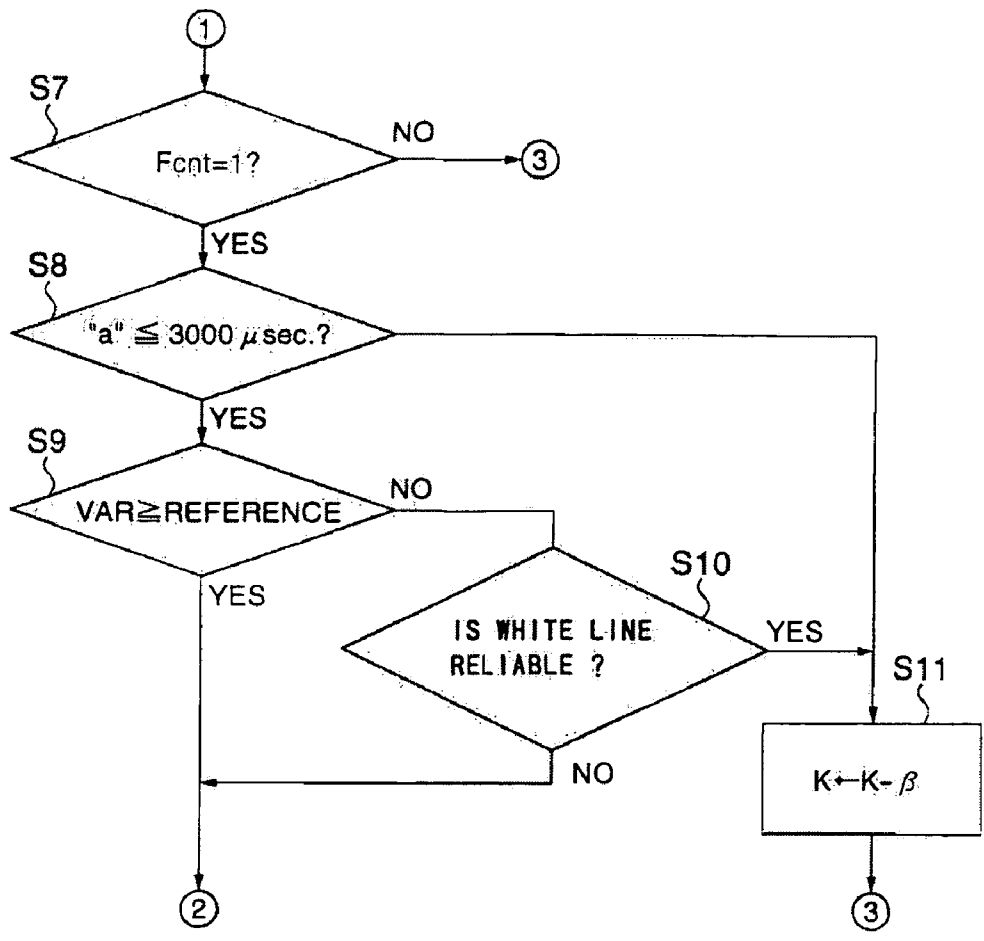 ①
S7
Fcnt=1?
NO
③
YES
S8
"a" ≦ 3000 μsec.?
YES
S9
VAR≧REFERENCE
NO
YES
S10
IS WHITE LINE
RELIABLE ?
YES
NO
S11
K←K-β
②
③